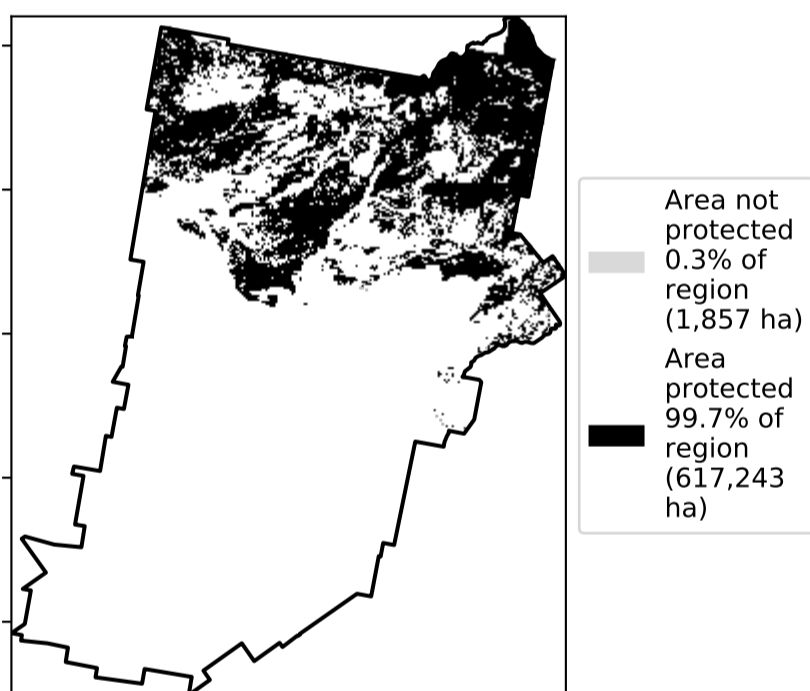 Area not
protected
0.3% of
region
(1,857 ha)
Area
protected
99.7% of
region
(617,243
ha)